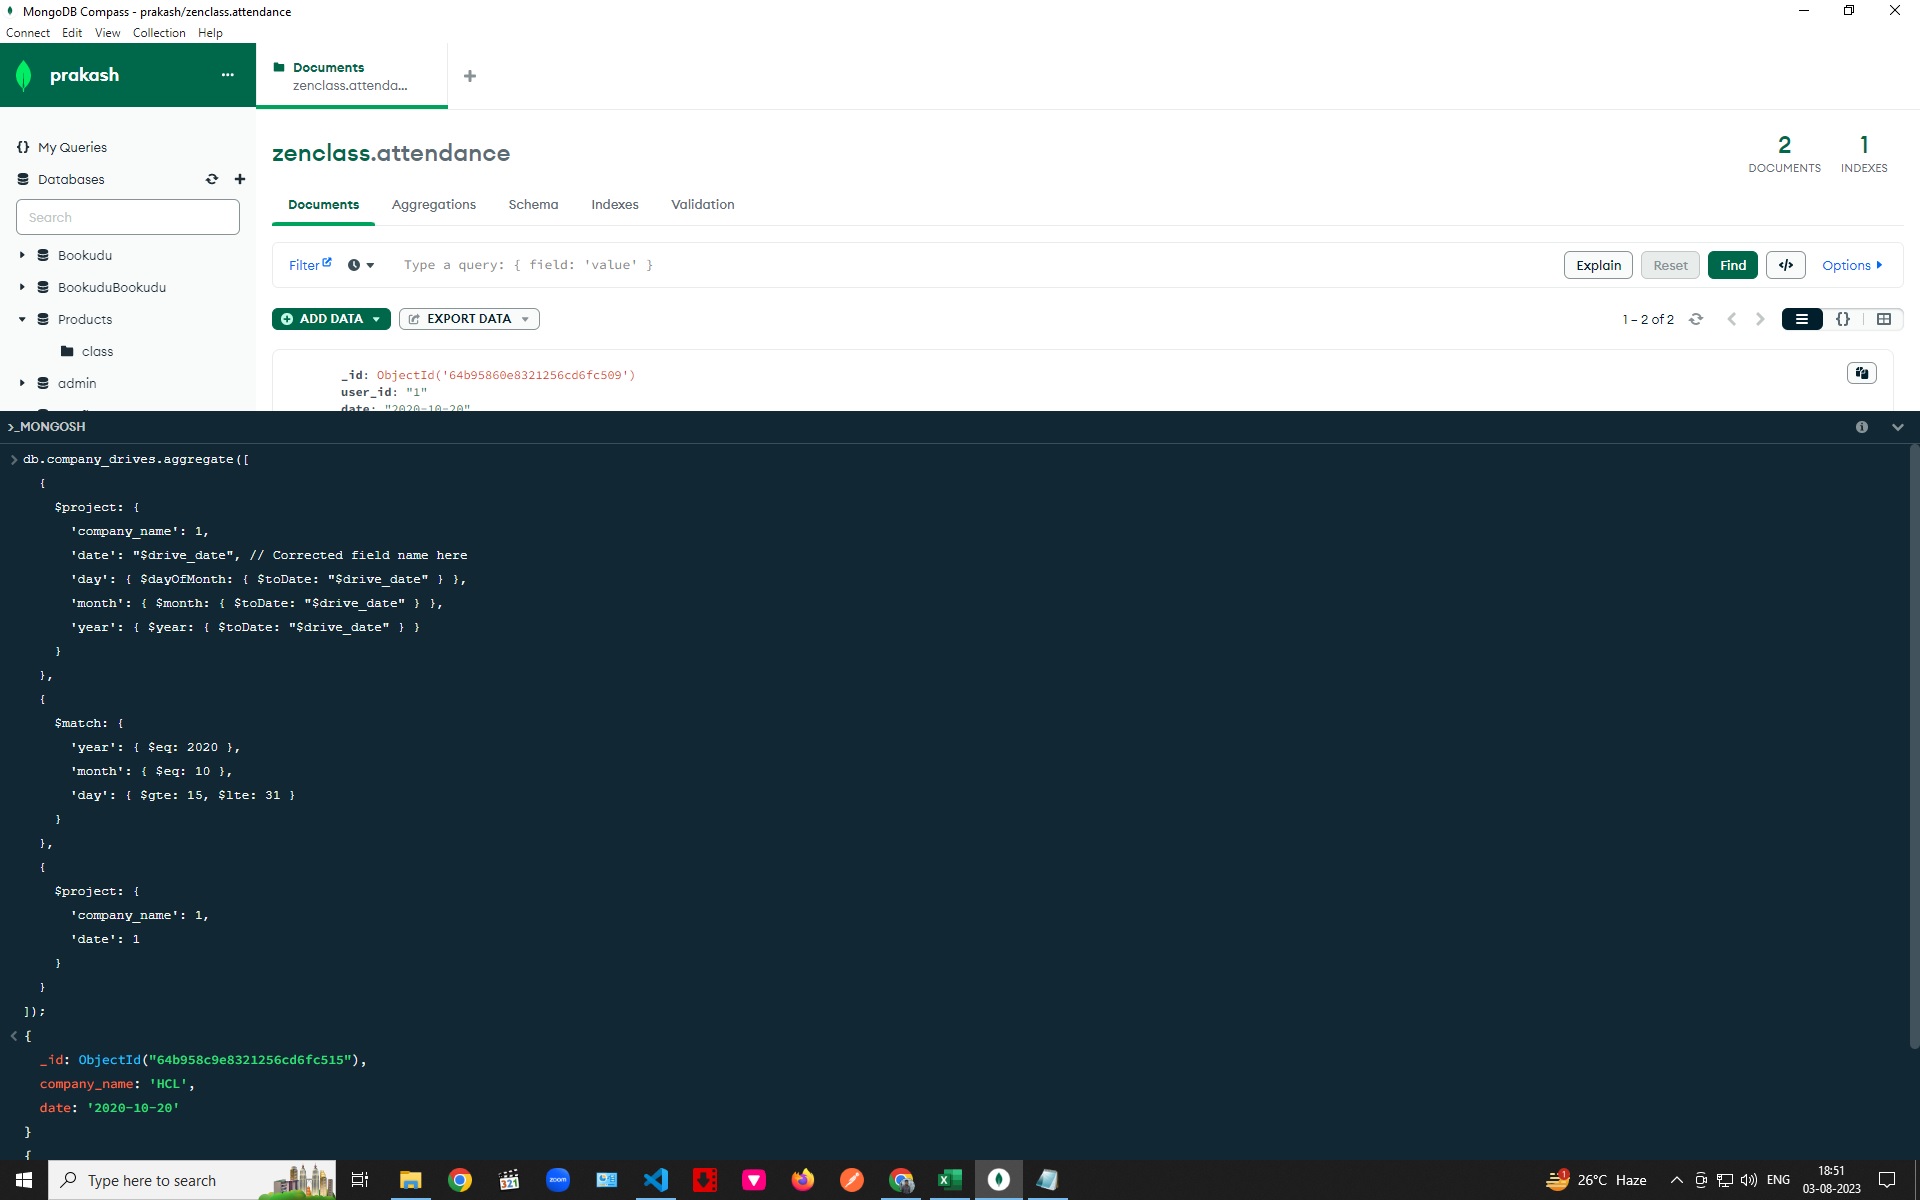 MongoDB Compass - prakash/zenclass.attendance
Connect Edit View Collection Help
prakash
...
Documents
zenclass.attenda...
+
My Queries
Databases
Search
Bookudu
BookuduBookudu
Products
class
admin
zenclass.attendance
2
DOCUMENTS
1
INDEXES
Documents Aggregations Schema Indexes Validation
Filter Type a query: { field: 'value' } Explain Reset Find </> Options
ADD DATA EXPORT DATA 1 – 2 of 2 {}
_id: ObjectId('64b95860e8321256cd6fc509')
user_id: "1"
date: "2020-10-20"
>_MONGOSH
> db.company_drives.aggregate([
{
$project: {
'company_name': 1,
'date': "$drive_date", // Corrected field name here
'day': { $dayOfMonth: { $toDate: "$drive_date" } },
'month': { $month: { $toDate: "$drive_date" } },
'year': { $year: { $toDate: "$drive_date" } }
}
},
{
$match: {
'year': { $eq: 2020 },
'month': { $eq: 10 },
'day': { $gte: 15, $lte: 31 }
}
},
{
$project: {
'company_name': 1,
'date': 1
}
}
]);
< {
_id: ObjectId("64b958c9e8321256cd6fc515"),
company_name: 'HCL',
date: '2020-10-20'
}
{
Type here to search
321
zoom
1
26°C Haze
ENG
18:51
03-08-2023